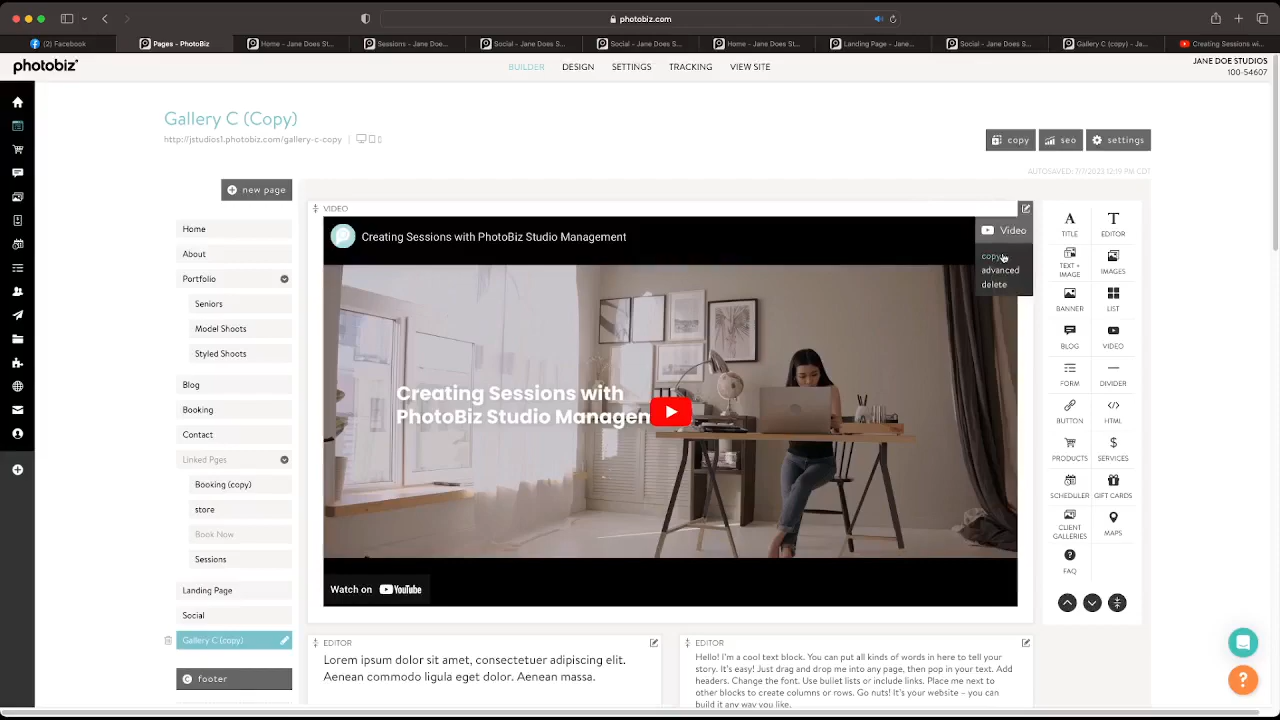 photobiz.com
Facebook
Pages - PhotoBiz
Home - Jane Does St...
Sessions - Jane Doe...
Social - Jane Does S...
Social - Jane Does S...
Home - Jane Does St...
Landing Page - Jane...
Social - Jane Does S...
Gallery C (copy) - Ja...
Creating Sessions wi...
photobiz
BUILDER
DESIGN
SETTINGS
TRACKING
VIEW SITE
JANE DOE STUDIOS
100-54607
Gallery C (Copy)
http://jstudios1.photobiz.com/gallery-c-copy
copy
seo
settings
AUTOSAVED: 7/7/2023 12:19 PM CDT
new page
Home
About
Portfolio
Seniors
Model Shoots
Styled Shoots
Blog
Booking
Contact
Linked Pges
Booking (copy)
store
Book Now
Sessions
Landing Page
Social
Gallery C (copy)
footer
VIDEO
Creating Sessions with PhotoBiz Studio Management
Video
copy
advanced
delete
Creating Sessions with
PhotoBiz Studio Managem
Watch on YouTube
EDITOR
Lorem ipsum dolor sit amet, consectetuer adipiscing elit.
Aenean commodo ligula eget dolor. Aenean massa.
EDITOR
Hello! I'm a cool text block. You can put all kinds of words in here to tell your
story. It's easy! Just drag and drop me into any page, then pop in your text. Add
headers. Change the font. Use bullet lists or include links. Place me next to
other blocks to create columns or rows. Go nuts! It's your website – you can
build it any way you like.
A
TITLE
T
EDITOR
TEXT +
IMAGE
IMAGES
BANNER
LIST
BLOG
VIDEO
FORM
DIVIDER
BUTTON
HTML
PRODUCTS
SERVICES
SCHEDULER
GIFT CARDS
CLIENT
GALLERIES
MAPS
FAQ